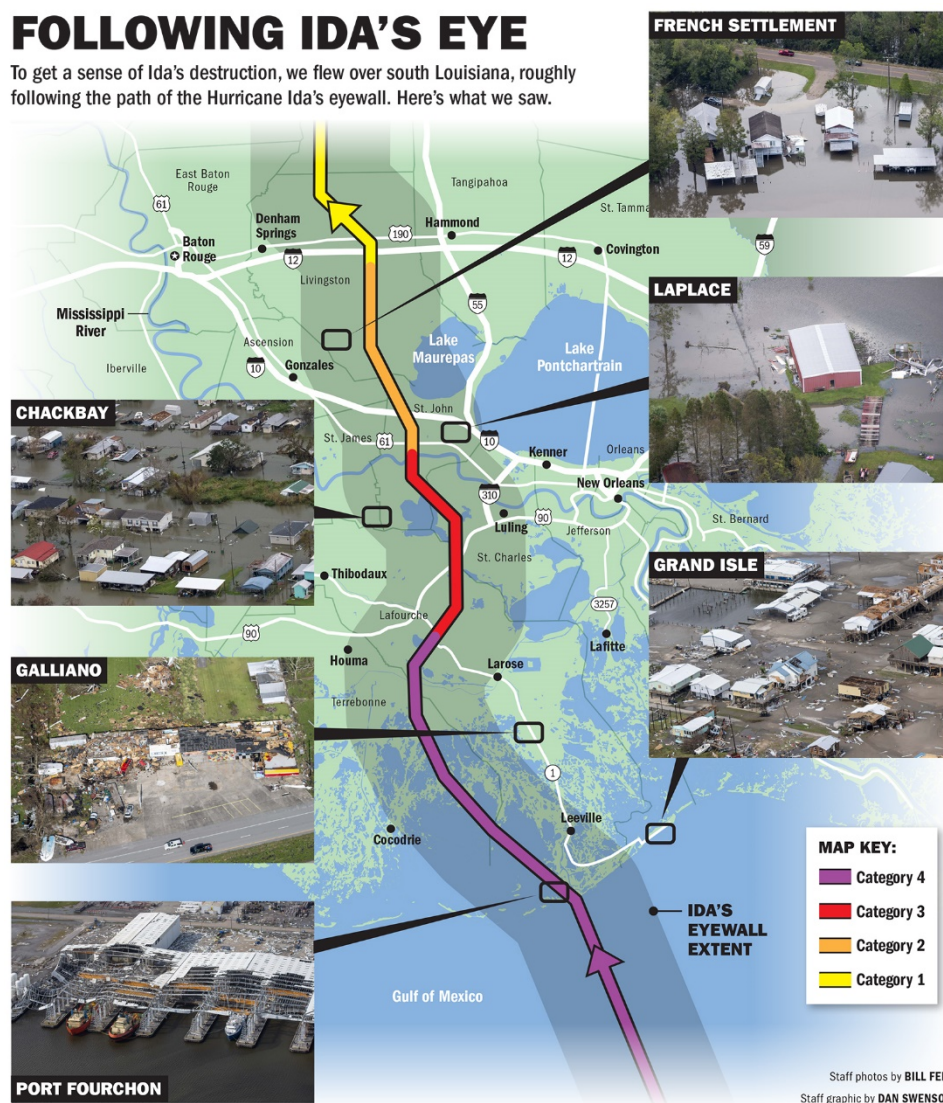 FOLLOWING IDA'S EYE
To get a sense of Ida's destruction, we flew over south Louisiana, roughly
following the path of the Hurricane Ida's eyewall. Here's what we saw.
FRENCH SETTLEMENT
East Baton
Rouge
61
Tangipahoa
St. Tamma
Denham
Springs
190
Hammond
59
Baton
Rouge
12
12
Covington
Livingston
LAPLACE
55
Mississippi
River
Ascension
Lake
Maurepas
Lake
Pontchartrain
Iberville
10
Gonzales
CHACKBAY
St. John
St. James
61
10
Kenner
Orleans
310
New Orleans
Luling
90
Jefferson
St. Bernard
St. Charles
GRAND ISLE
Thibodaux
3257
Lafourche
90
Lafitte
Houma
Larose
GALLIANO
Terrebonne
1
Leeville
Cocodrie
MAP KEY:
Category 4
Category 3
Category 2
Category 1
IDA'S
EYEWALL
EXTENT
Gulf of Mexico
PORT FOURCHON
Staff photos by BILL FE
Staff graphic by DAN SWENSO